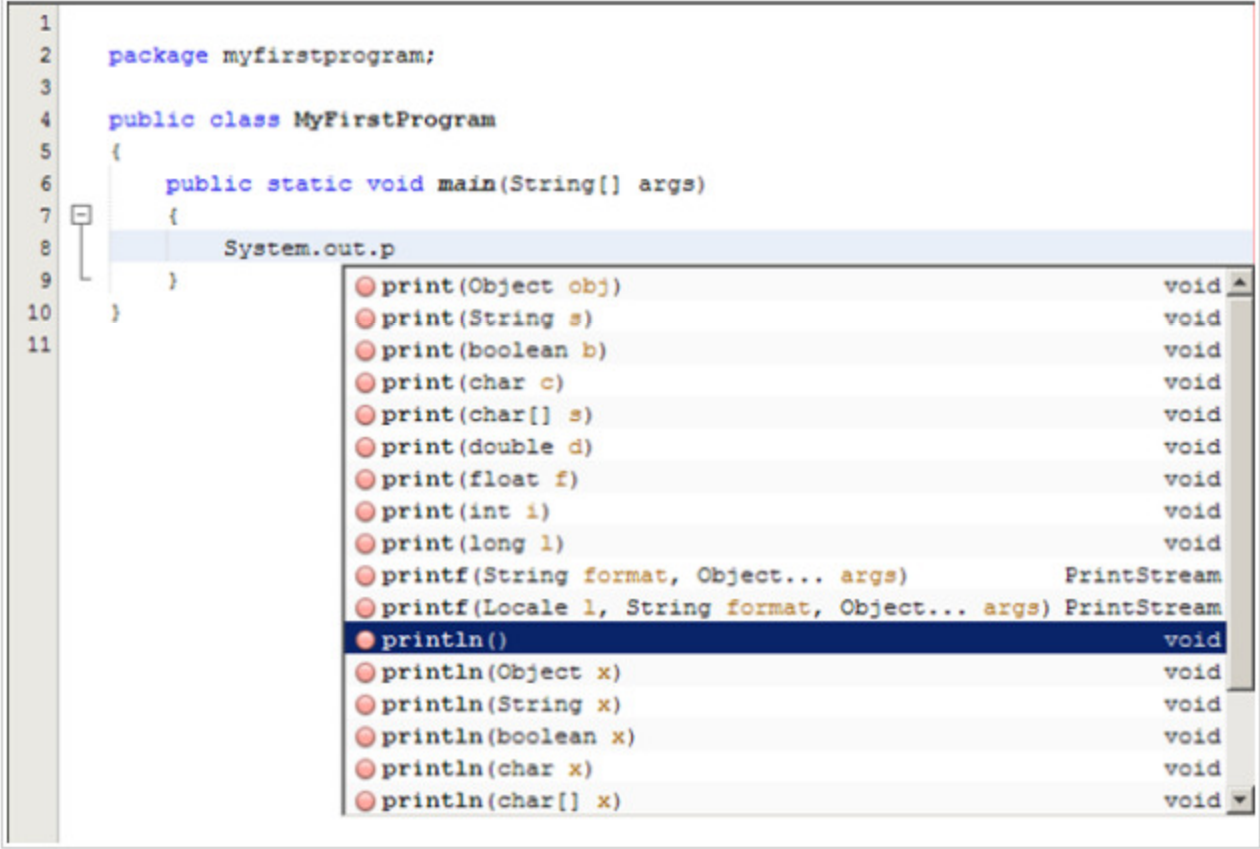 1
2 package myfirstprogram;
3
4 public class MyFirstProgram
5 {
6 public static void main(String[] args)
7 {
8 System.out.p
9 }
10 }
11
print(Object obj) void
print(String s) void
print(boolean b) void
print(char c) void
print(char[] s) void
print(double d) void
print(float f) void
print(int i) void
print(long l) void
printf(String format, Object... args) PrintStream
printf(Locale l, String format, Object... args) PrintStream
println() void
println(Object x) void
println(String x) void
println(boolean x) void
println(char x) void
println(char[] x) void